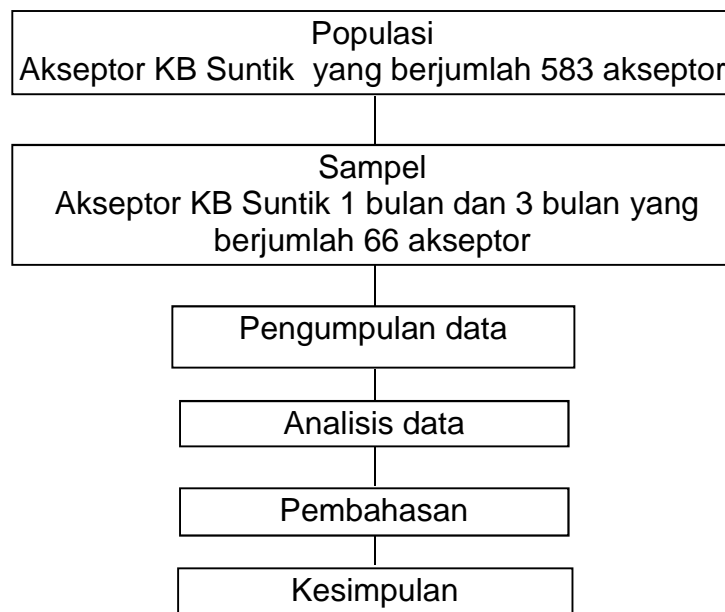 Populasi
Akseptor KB Suntik  yang berjumlah 583 akseptor
Sampel
Akseptor KB Suntik 1 bulan dan 3 bulan yang
berjumlah 66 akseptor
Pengumpulan data
Analisis data
Pembahasan
Kesimpulan